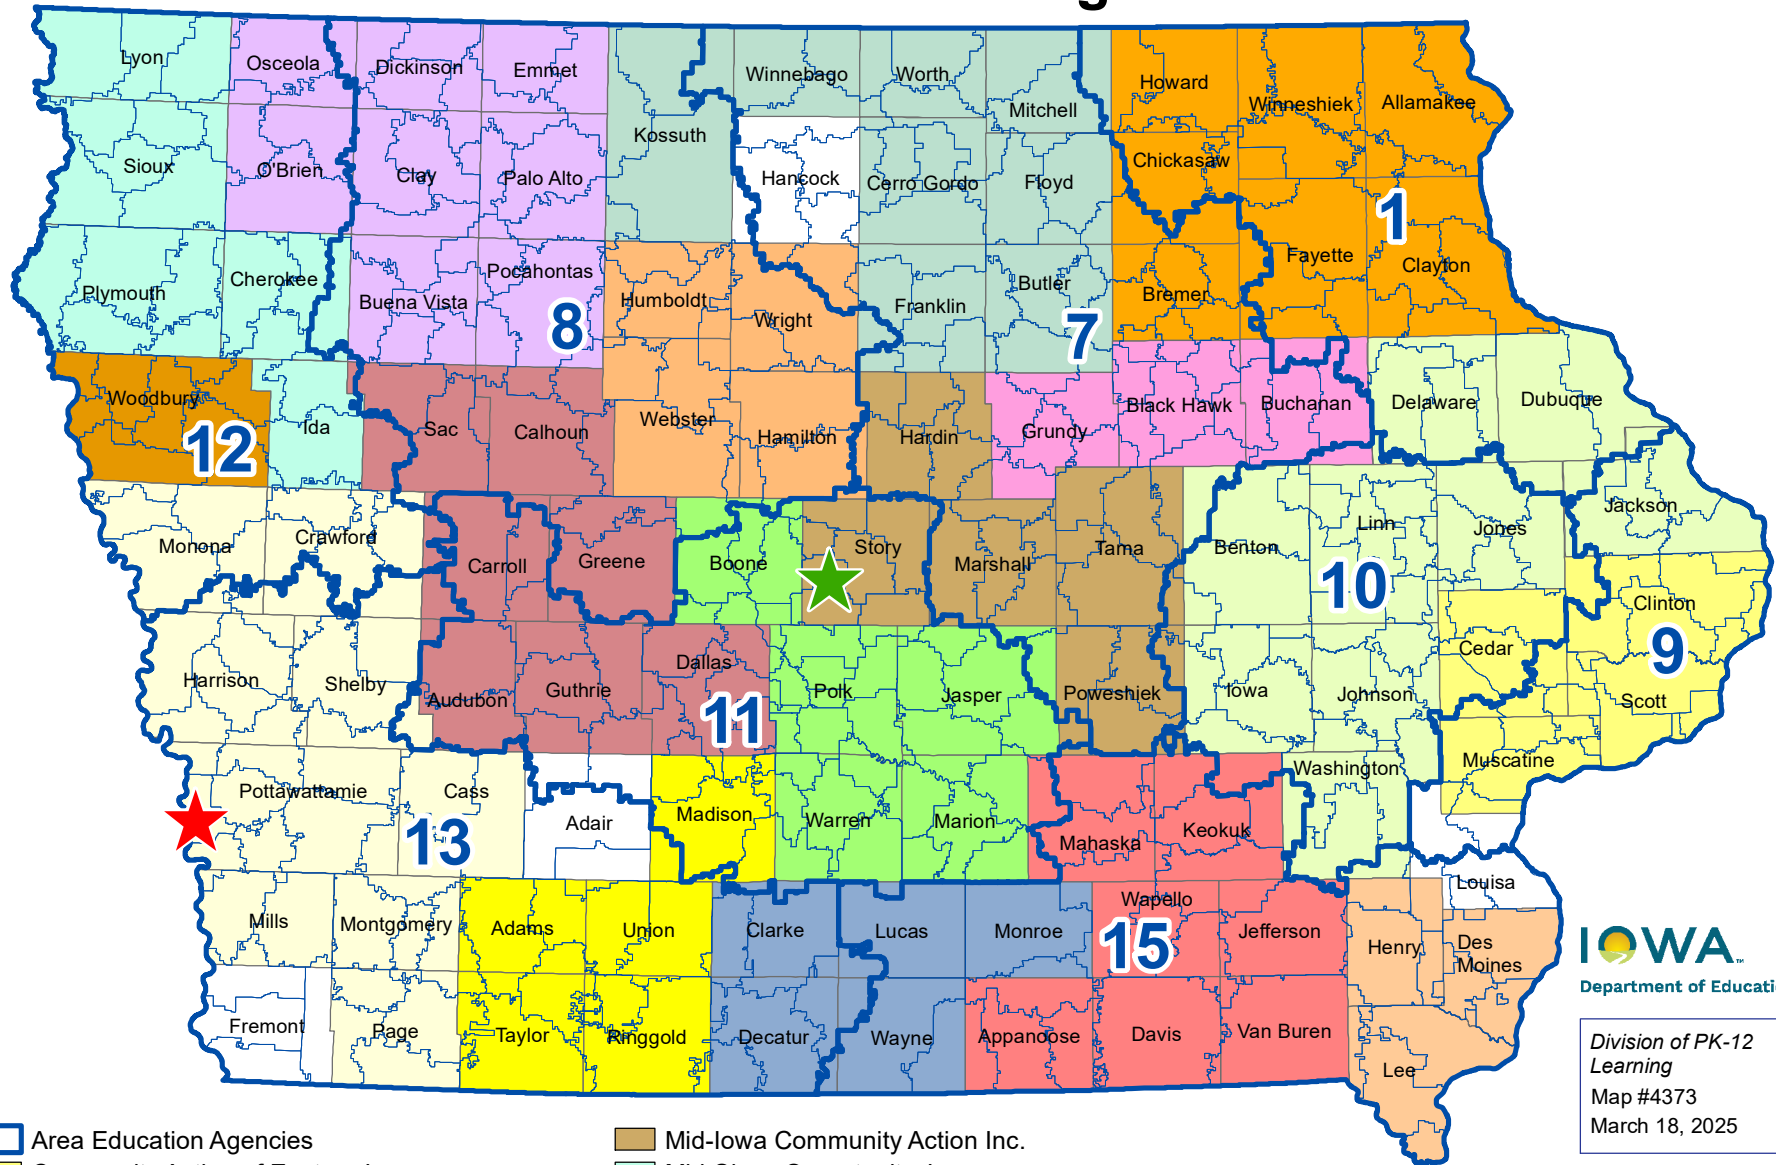 Lyon
Osceola
Dickinson
Emmet
Winnebago
Worth
Mitchell
Howard
Winneshiek
Allamakee
Kossuth
Sioux
O'Brien
Clay
Palo Alto
Hancock
Cerro Gordo
Floyd
Chickasaw
1
Plymouth
Cherokee
Buena Vista
Pocahontas
8
Humboldt
Wright
Franklin
Butler
7
Bremer
Fayette
Clayton
Woodbury
12
Ida
Sac
Calhoun
Webster
Hamilton
Hardin
Grundy
Black Hawk
Buchanan
Delaware
Dubuque
Monona
Crawford
Carroll
Greene
Boone
Story
Marshall
Tama
Benton
Linn
10
Jones
Jackson
Clinton
9
Harrison
Shelby
Audubon
Guthrie
Dallas
11
Polk
Jasper
Poweshiek
Iowa
Johnson
Cedar
Scott
Muscatine
Pottawattamie
Cass
13
Adair
Madison
Warren
Marion
Mahaska
Keokuk
Washington
Louisa
Mills
Montgomery
Adams
Union
Clarke
Lucas
Monroe
Wapello
15
Jefferson
Henry
Des
Moines
Fremont
Page
Taylor
Ringgold
Decatur
Wayne
Appanoose
Davis
Van Buren
Lee
IOWA
Department of Educati
Division of PK-12
Learning
Map #4373
March 18, 2025
Area Education Agencies
Mid-Iowa Community Action Inc.